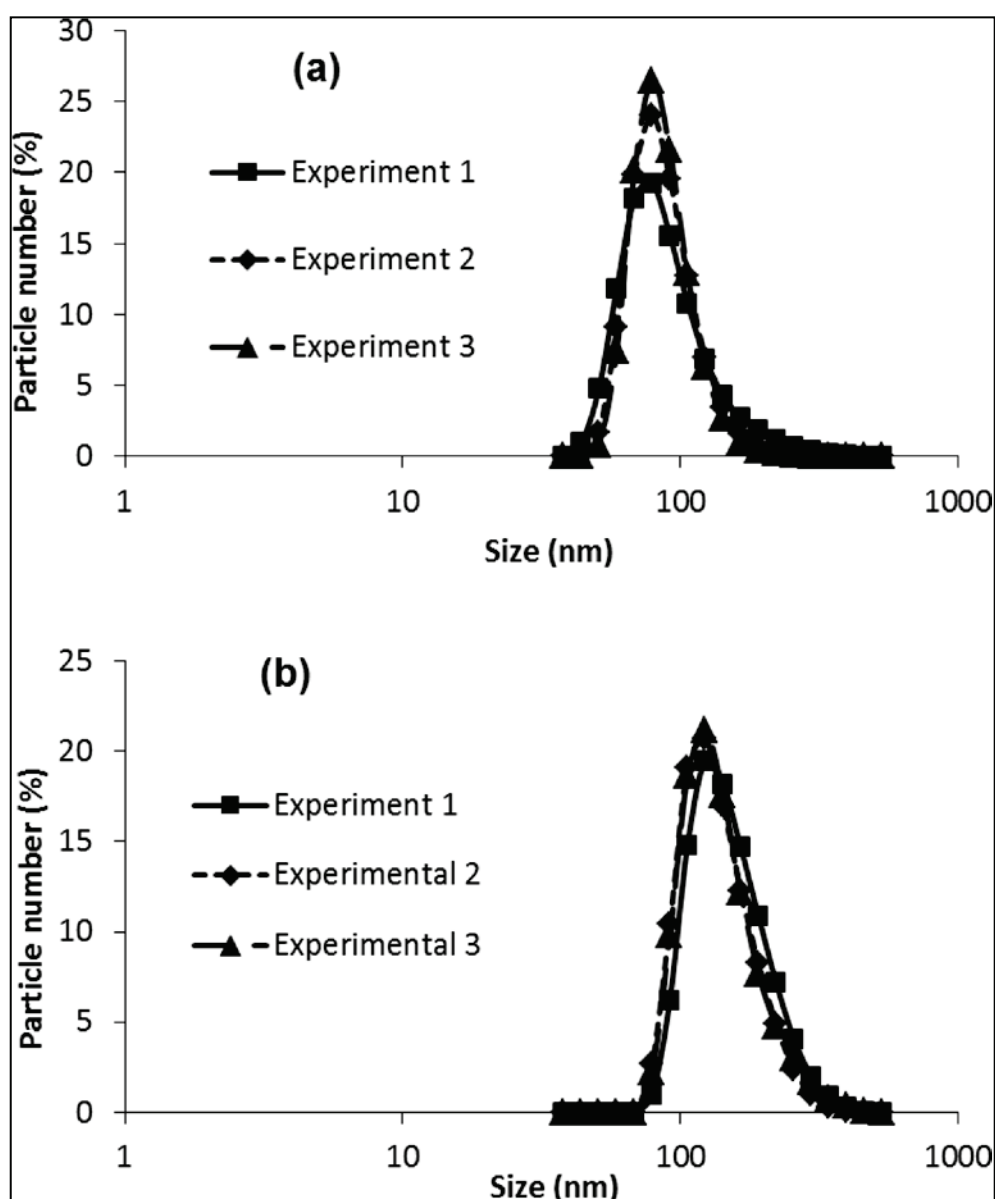 30
(a)
25
20
15
10
5
0
Particle number (%)
Experiment 1
Experiment 2
Experiment 3
1 10 100 1000
Size (nm)
25
(b)
20
15
10
5
0
Particle number (%)
Experiment 1
Experimental 2
Experimental 3
1 10 100 1000
Size (nm)